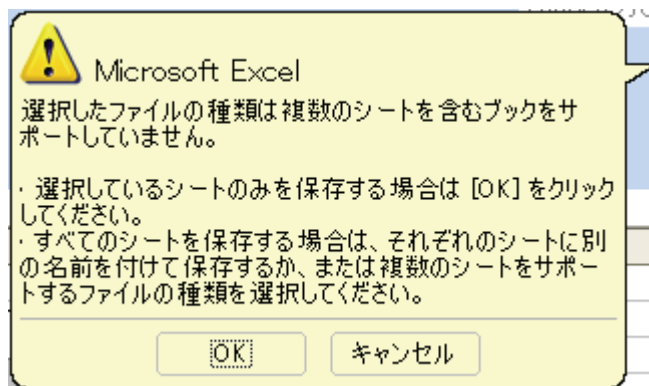 Microsoft Excel
選択したファイルの種類は複数のシートを含むブックをサ
ポートしていません。
・選択しているシートのみを保存する場合は [OK] をクリック
してください。
・すべてのシートを保存する場合は、それぞれのシートに別
の名前を付けて保存するか、または複数のシートをサポー
トするファイルの種類を選択してください。
OK
キャンセル